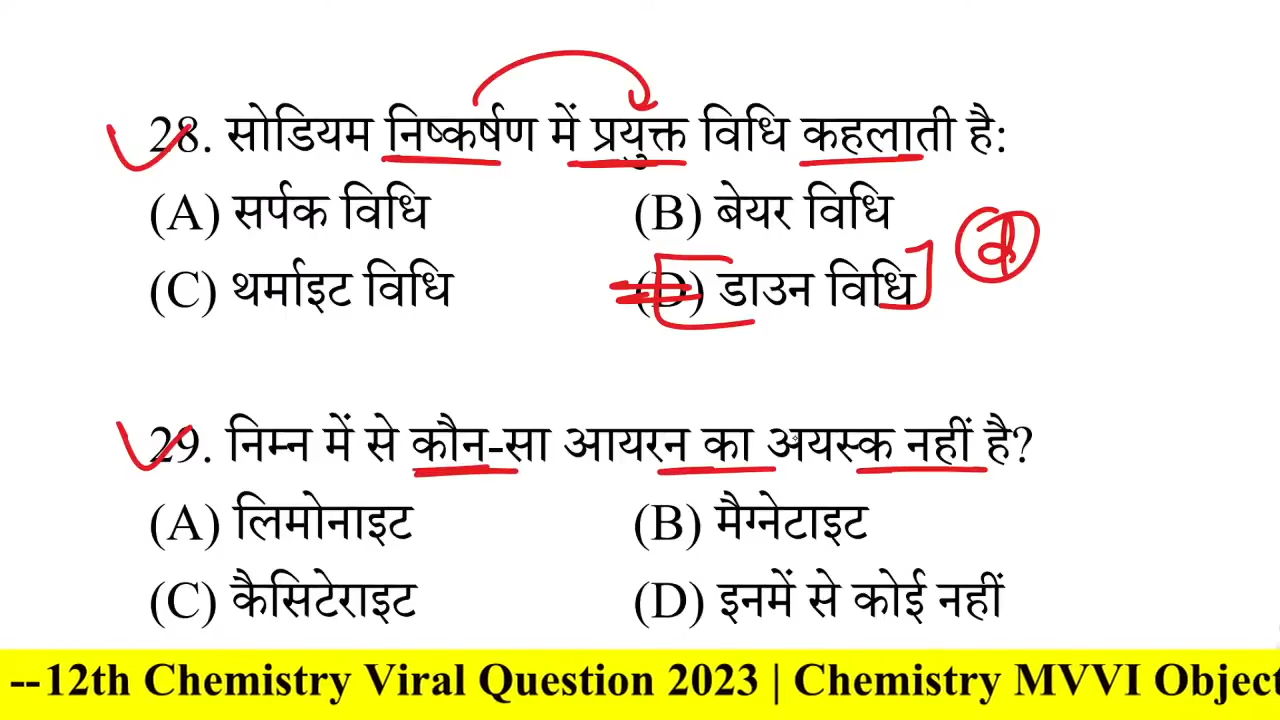 28. सोडियम निष्कर्षण में प्रयुक्त विधि कहलाती है:
(A) सर्पक विधि (B) बेयर विधि
(C) थर्माइट विधि (D) डाउन विधि
29. निम्न में से कौन-सा आयरन का अयस्क नहीं है?
(A) लिमोनाइट (B) मैग्नेटाइट
(C) कैसिटेराइट (D) इनमें से कोई नहीं
--12th Chemistry Viral Question 2023 | Chemistry MVVI Object